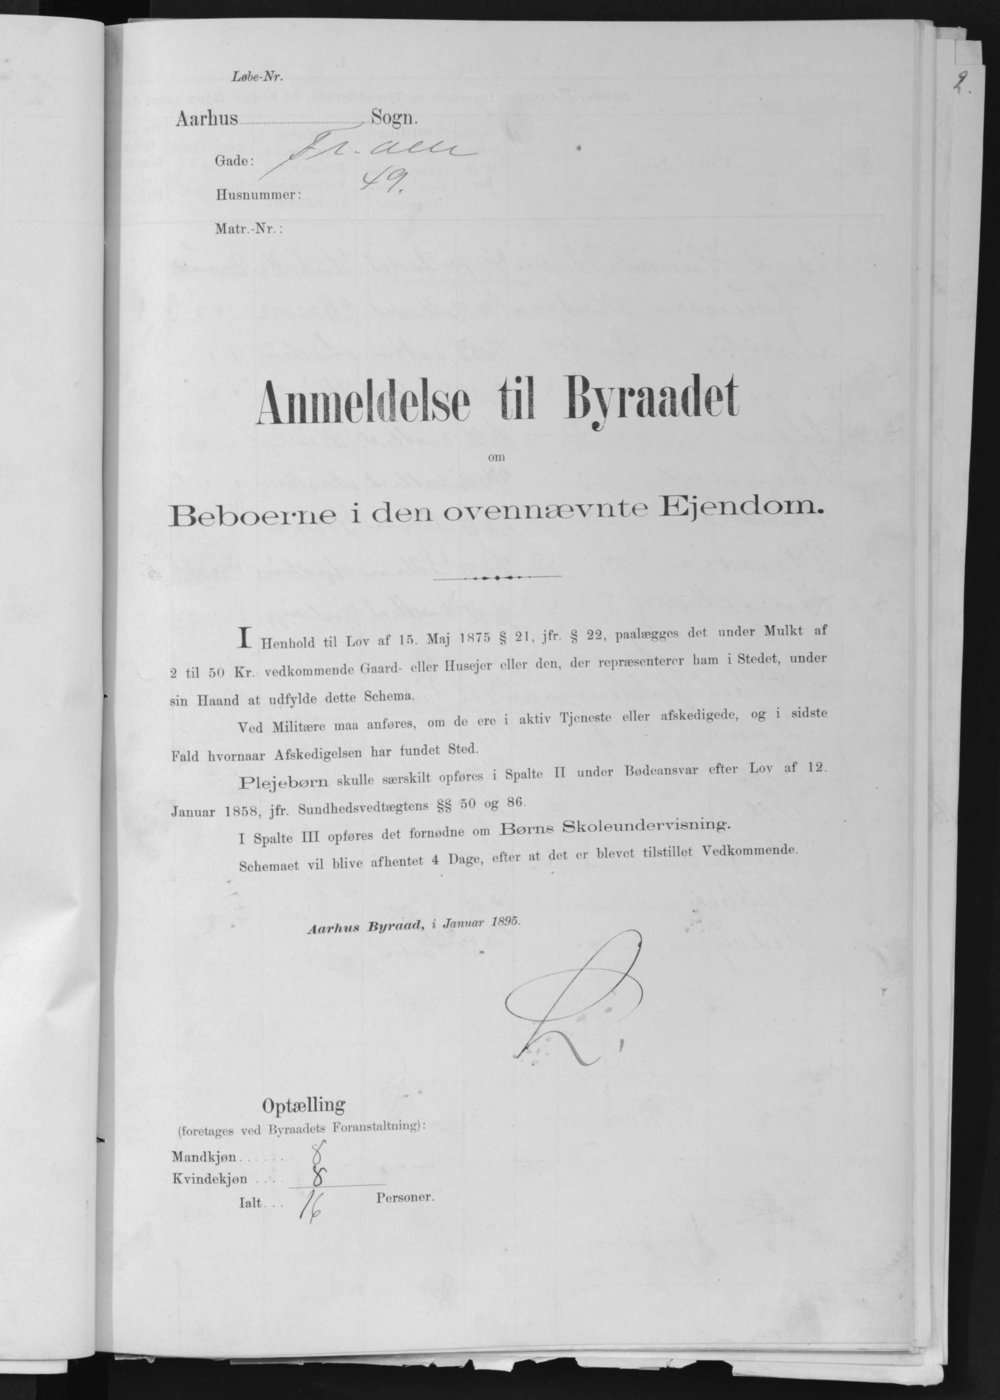 2.
Løbe-Nr.
Aarhus Sogn.
Gade: Fr. alle
Husnummer: 49.
Matr.-Nr.:
Anmeldelse til Byraadet
om
Beboerne i den ovennævnte Ejendom.
I Henhold til Lov af 15. Maj 1875 § 21, jfr. § 22, paalægges det under Mulkt af
2 til 50 Kr. vedkommende Gaard- eller Husejer eller den, der repræsenterer ham i Stedet, under
sin Haand at udfylde dette Schema.
Ved Militære maa anføres, om de ere i aktiv Tjeneste eller afskedigede, og i sidste
Fald hvornaar Afskedigelsen har fundet Sted.
Plejebørn skulle særskilt opføres i Spalte II under Bødeansvar efter Lov af 12.
Januar 1858, jfr. Sundhedsvedtægtens §§ 50 og 86.
I Spalte III opføres det fornødne om Børns Skoleundervisning.
Schemaet vil blive afhentet 4 Dage, efter at det er blevet tilstillet Vedkommende.
Aarhus Byraad, i Januar 1895.
Optælling
(foretages ved Byraadets Foranstaltning):
Mandkjøn...... 8
Kvindekjøn .... 8
Ialt... 16 Personer.